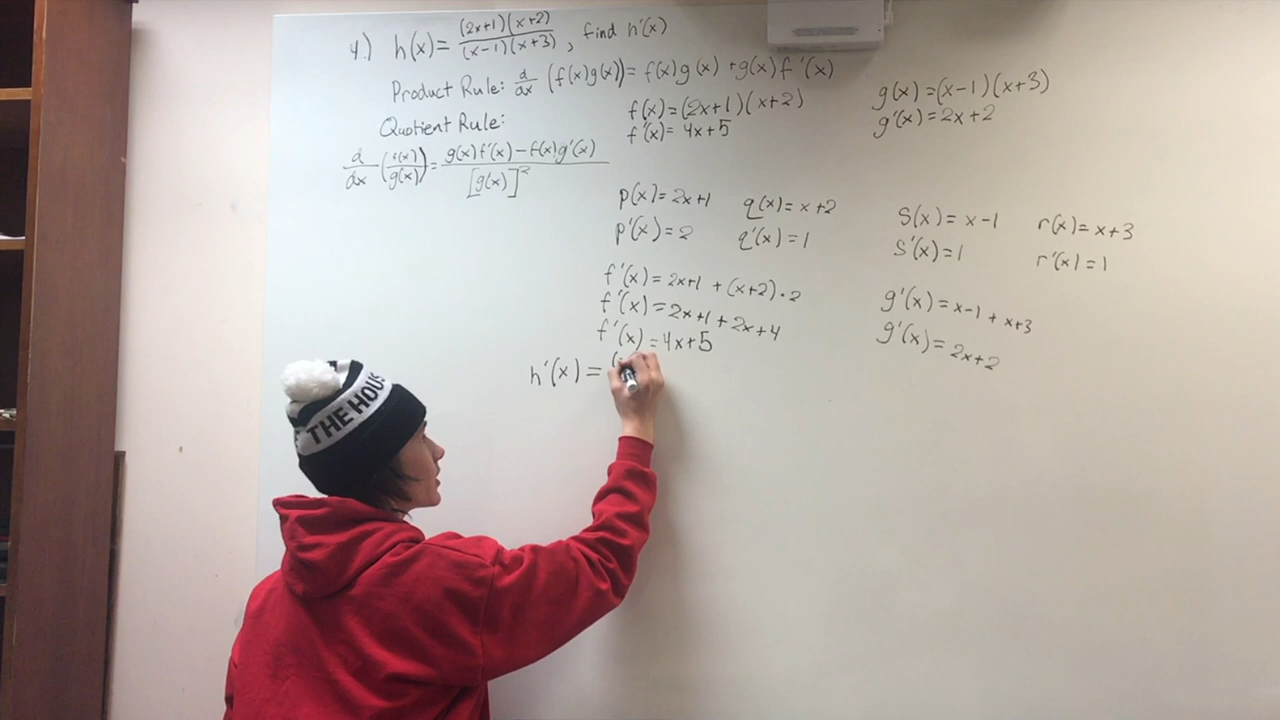 4.) h(x) = (2x+1)(x+2) / (x-1)(x+3) , find h'(x)
Product Rule: d/dx (f(x)g(x)) = f(x)g(x) + g(x)f'(x)
f(x) = (2x+1)(x+2)
f'(x) = 4x+5
g(x) = (x-1)(x+3)
g'(x) = 2x+2
Quotient Rule:
d/dx (f(x)/g(x)) = g(x)f'(x) - f(x)g'(x) / [g(x)]²
p(x) = 2x+1 q(x) = x+2
p'(x) = 2 q'(x) = 1
S(x) = x-1 r(x) = x+3
S'(x) = 1 r'(x) = 1
f'(x) = 2x+1 + (x+2)·2
f'(x) = 2x+1 + 2x+4
f'(x) = 4x+5
g'(x) = x-1 + x+3
g'(x) = 2x+2
h'(x) = (
THE HOUS